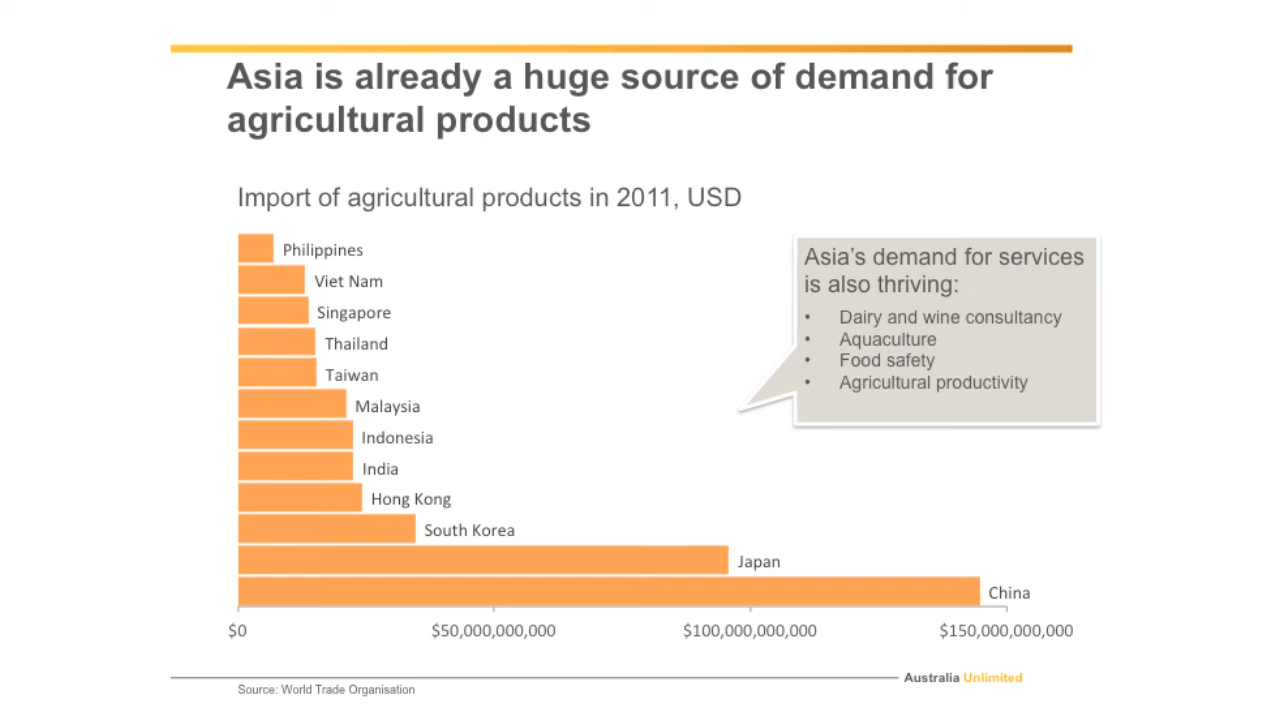 Asia is already a huge source of demand for
agricultural products
Import of agricultural products in 2011, USD
Philippines
Viet Nam
Singapore
Thailand
Taiwan
Malaysia
Indonesia
India
Hong Kong
South Korea
Japan
China
$0
$50,000,000,000
$100,000,000,000
$150,000,000,000
Asia's demand for services
is also thriving:
• Dairy and wine consultancy
• Aquaculture
• Food safety
• Agricultural productivity
Australia Unlimited
Source: World Trade Organisation